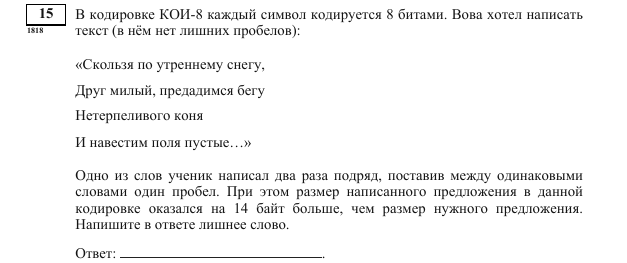 15
1818
В кодировке КОИ-8 каждый символ кодируется 8 битами. Вова хотел написать
текст (в нём нет лишних пробелов):
«Скользя по утреннему снегу,
Друг милый, предадимся бегу
Нетерпеливого коня
И навестим поля пустые…»
Одно из слов ученик написал два раза подряд, поставив между одинаковыми
словами один пробел. При этом размер написанного предложения в данной
кодировке оказался на 14 байт больше, чем размер нужного предложения.
Напишите в ответе лишнее слово.
Ответ: ______________________________.